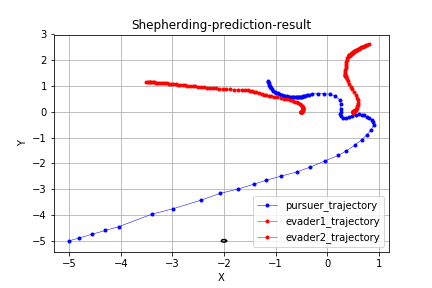 Shepherding-prediction-result
Y
3
2
1
0
−1
−2
−3
−4
−5
pursuer_trajectory
evader1_trajectory
evader2_trajectory
−5 −4 −3 −2 −1 0 1
X